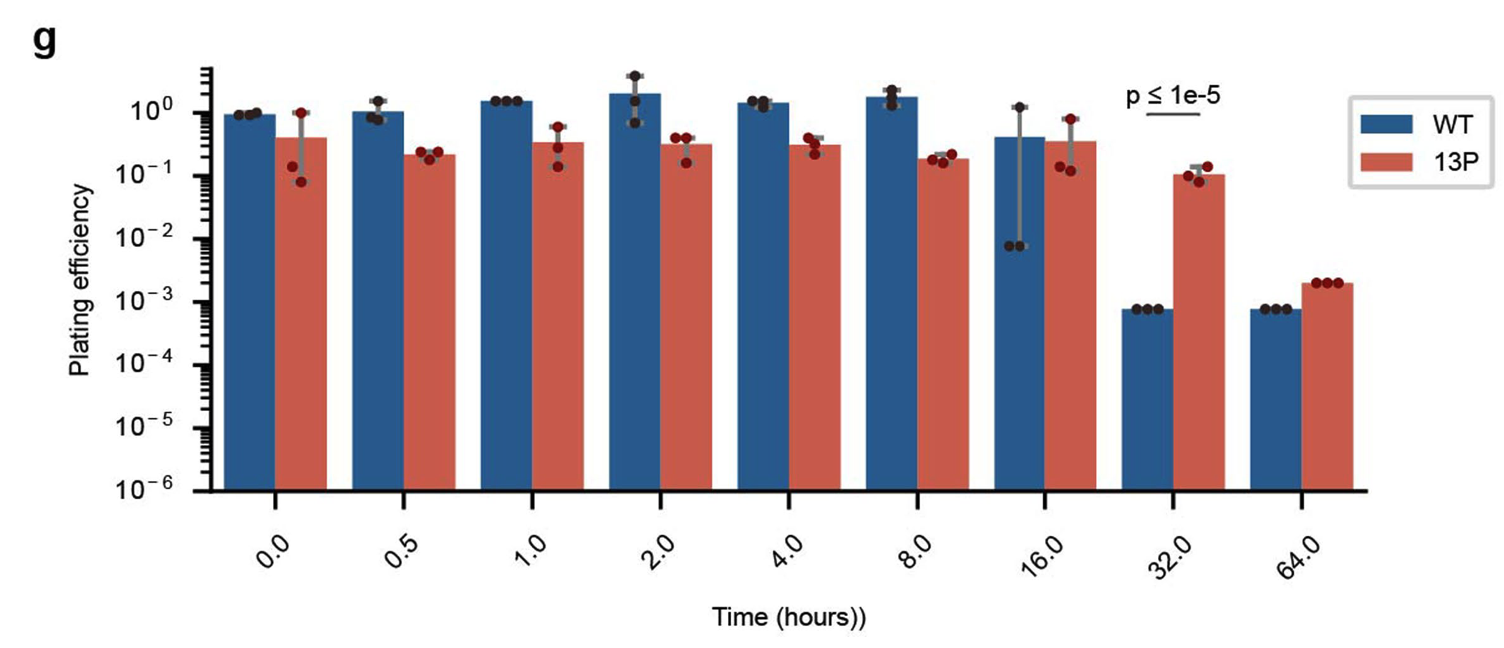 g
p ≤ 1e-5
WT
13P
Plating efficiency
10⁰
10⁻¹
10⁻²
10⁻³
10⁻⁴
10⁻⁵
10⁻⁶
0.0 0.5 1.0 2.0 4.0 8.0 16.0 32.0 64.0
Time (hours))